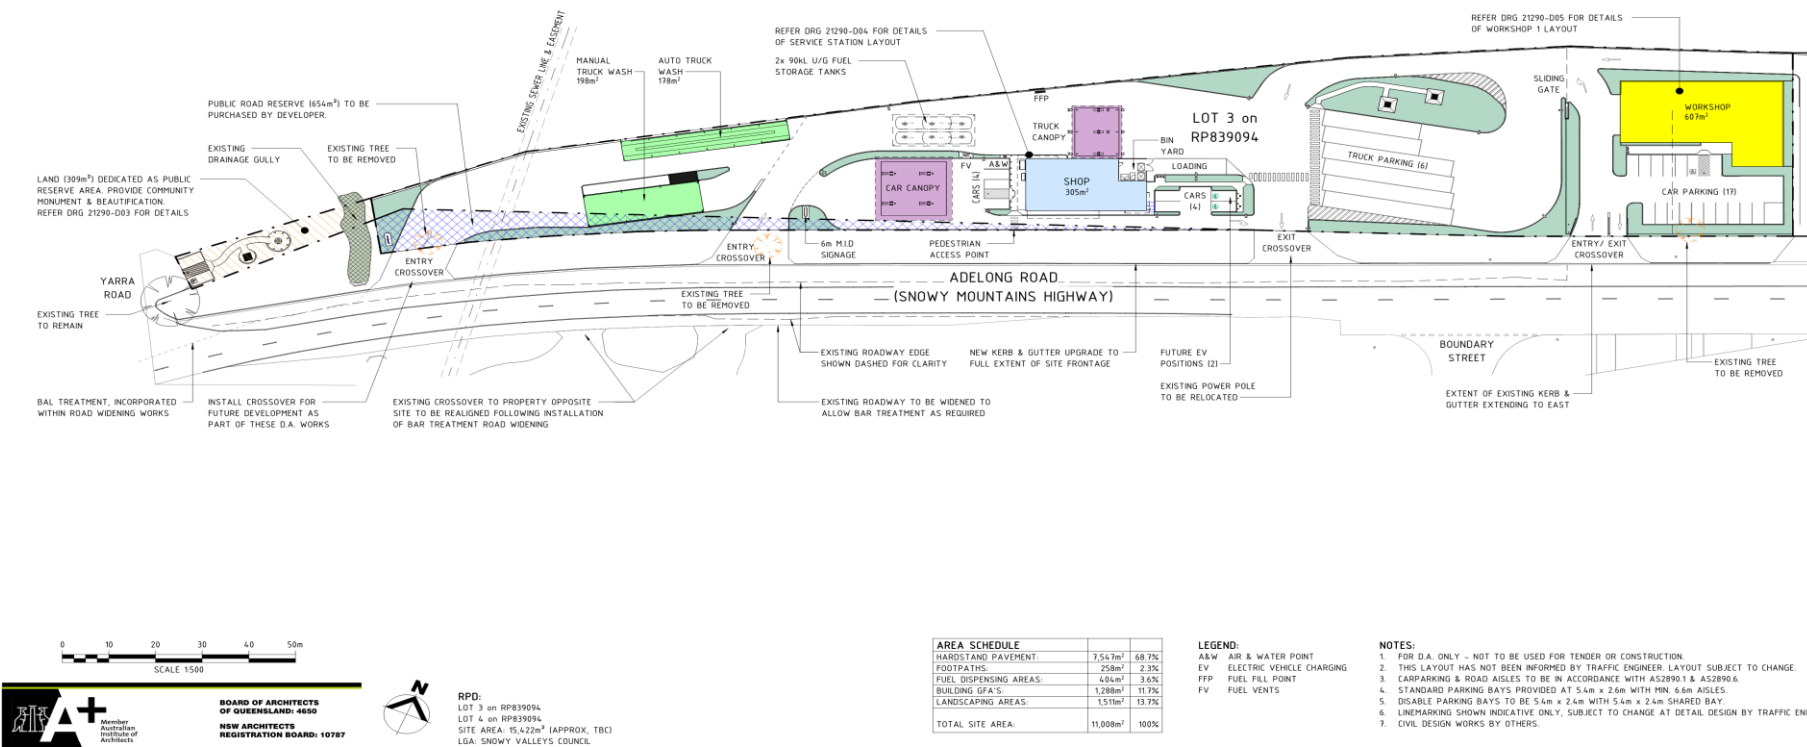 REFER DRG 21290-D05 FOR DETAILS
OF WORKSHOP 1 LAYOUT
REFER DRG 21290-D04 FOR DETAILS
OF SERVICE STATION LAYOUT
2x 90kL U/G FUEL
STORAGE TANKS
EXISTING SEWER LINE & EASEMENT
MANUAL
TRUCK WASH
198m²
AUTO TRUCK
WASH
178m²
PUBLIC ROAD RESERVE (654m²) TO BE
PURCHASED BY DEVELOPER.
EXISTING
DRAINAGE GULLY
EXISTING TREE
TO BE REMOVED
LAND (309m²) DEDICATED AS PUBLIC
RESERVE AREA. PROVIDE COMMUNITY
MONUMENT & BEAUTIFICATION.
REFER DRG 21290-D03 FOR DETAILS
FFP
TRUCK
CANOPY
LOT 3 on
RP839094
BIN
YARD
LOADING
SLIDING
GATE
WORKSHOP
607m²
TRUCK PARKING (6)
CAR PARKING (17)
FV
A&W
CARS (4)
CAR CANOPY
SHOP
305m²
CARS
(4)
ENTRY
CROSSOVER
ENTRY
CROSSOVER
6m M.I.D
SIGNAGE
PEDESTRIAN
ACCESS POINT
EXIT
CROSSOVER
ENTRY/ EXIT
CROSSOVER
YARRA
ROAD
EXISTING TREE
TO REMAIN
EXISTING TREE
TO BE REMOVED
ADELONG ROAD
(SNOWY MOUNTAINS HIGHWAY)
BOUNDARY
STREET
EXISTING ROADWAY EDGE
SHOWN DASHED FOR CLARITY
NEW KERB & GUTTER UPGRADE TO
FULL EXTENT OF SITE FRONTAGE
FUTURE EV
POSITIONS (2)
EXISTING POWER POLE
TO BE RELOCATED
EXISTING TREE
TO BE REMOVED
EXTENT OF EXISTING KERB &
GUTTER EXTENDING TO EAST
BAL TREATMENT, INCORPORATED
WITHIN ROAD WIDENING WORKS
INSTALL CROSSOVER FOR
FUTURE DEVELOPMENT AS
PART OF THESE D.A. WORKS
EXISTING CROSSOVER TO PROPERTY OPPOSITE
SITE TO BE REALIGNED FOLLOWING INSTALLATION
OF BAR TREATMENT ROAD WIDENING
EXISTING ROADWAY TO BE WIDENED TO
ALLOW BAR TREATMENT AS REQUIRED
0 10 20 30 40 50m
SCALE 1:500
A+
Member
Australian
Institute of
Architects
BOARD OF ARCHITECTS
OF QUEENSLAND: 4650
NSW ARCHITECTS
REGISTRATION BOARD: 10787
N
RPD:
LOT 3 on RP839094
LOT 4 on RP839094
SITE AREA: 15,422m² (APPROX, TBC)
LGA: SNOWY VALLEYS COUNCIL
AREA SCHEDULE
HARDSTAND PAVEMENT: 7,547m² 68.7%
FOOTPATHS: 258m² 2.3%
FUEL DISPENSING AREAS: 404m² 3.6%
BUILDING GFA'S: 1,288m² 11.7%
LANDSCAPING AREAS: 1,511m² 13.7%
TOTAL SITE AREA: 11,008m² 100%
LEGEND:
A&W AIR & WATER POINT
EV ELECTRIC VEHICLE CHARGING
FFP FUEL FILL POINT
FV FUEL VENTS
NOTES:
1. FOR D.A. ONLY - NOT TO BE USED FOR TENDER OR CONSTRUCTION.
2. THIS LAYOUT HAS NOT BEEN INFORMED BY TRAFFIC ENGINEER. LAYOUT SUBJECT TO CHANGE.
3. CARPARKING & ROAD AISLES TO BE IN ACCORDANCE WITH AS2890.1 & AS2890.6.
4. STANDARD PARKING BAYS PROVIDED AT 5.4m x 2.6m WITH MIN. 6.6m AISLES.
5. DISABLE PARKING BAYS TO BE 5.4m x 2.4m WITH 5.4m x 2.4m SHARED BAY.
6. LINEMARKING SHOWN INDICATIVE ONLY, SUBJECT TO CHANGE AT DETAIL DESIGN BY TRAFFIC ENI
7. CIVIL DESIGN WORKS BY OTHERS.